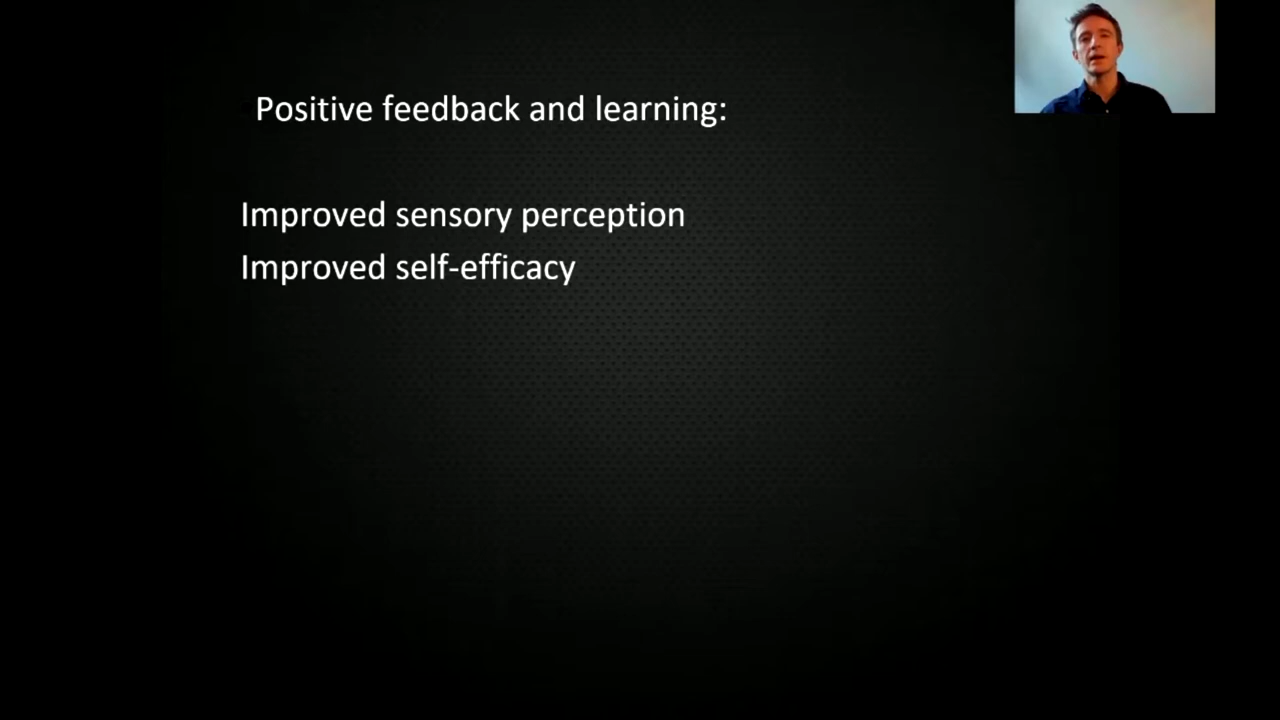 Positive feedback and learning:
Improved sensory perception
Improved self-efficacy